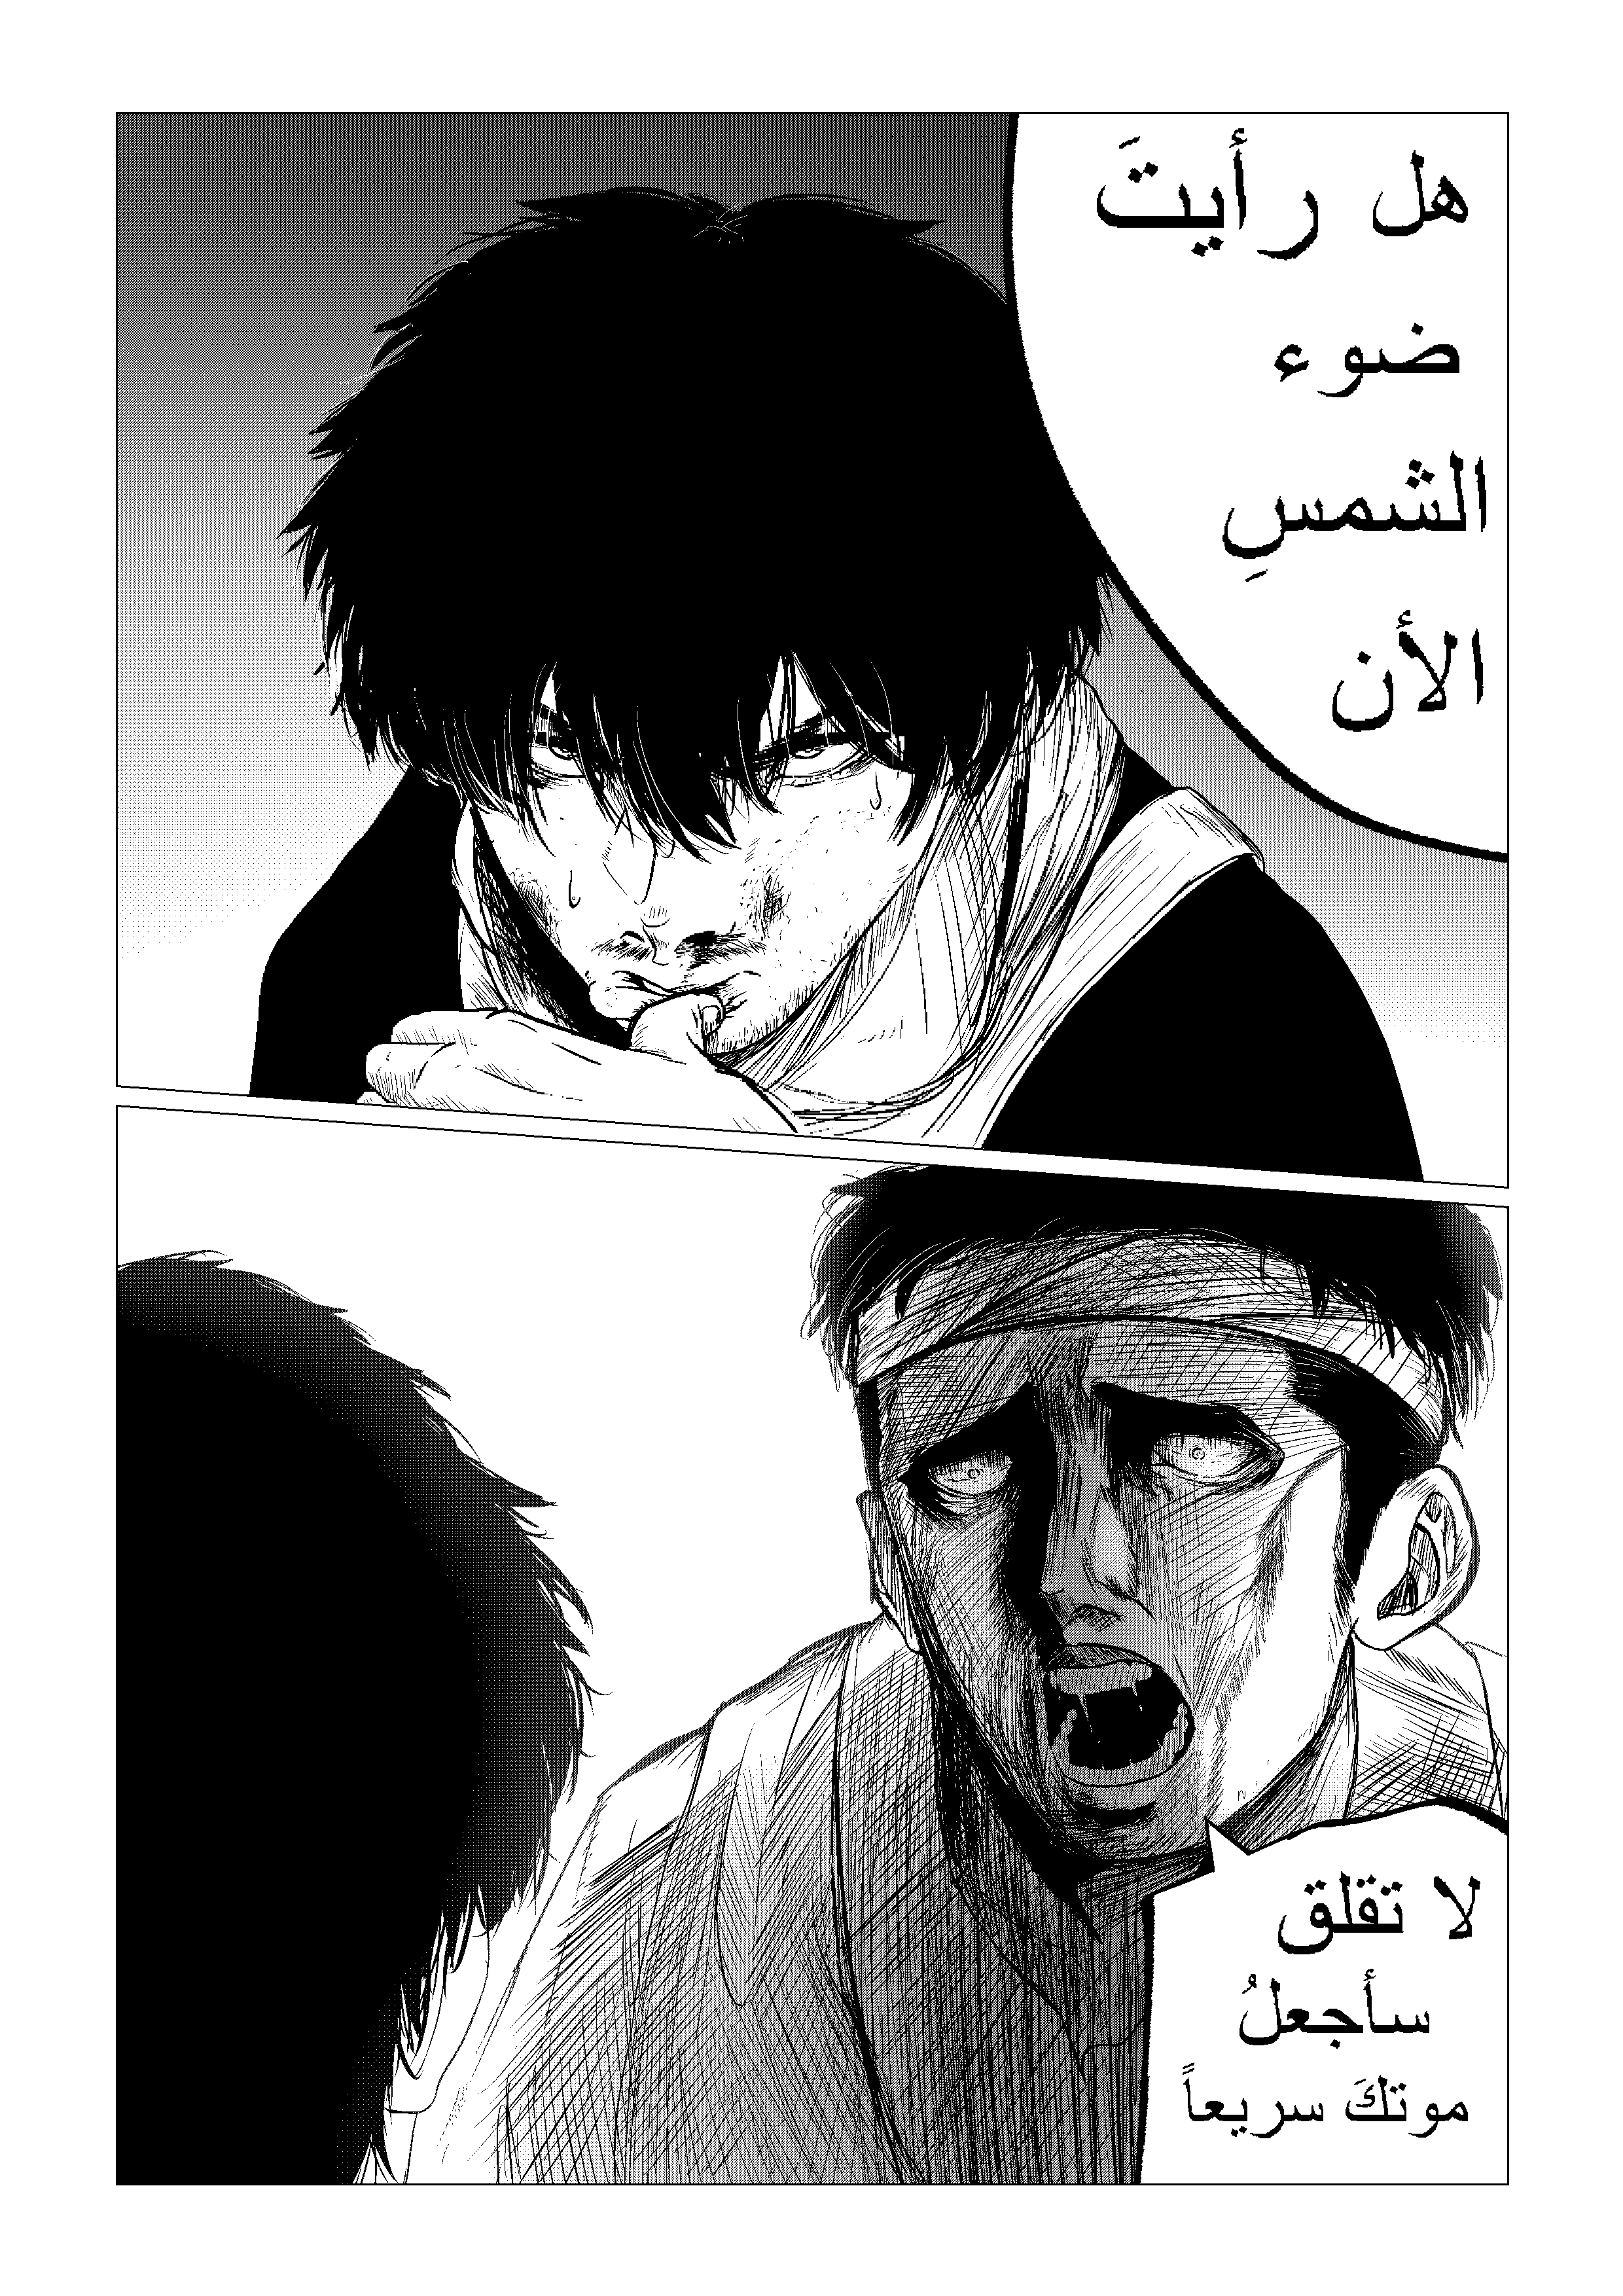 هل رأيتَ
ضوء
الشمسِ
الأن
لا تقلق
سأجعلُ
موتكَ سريعاً